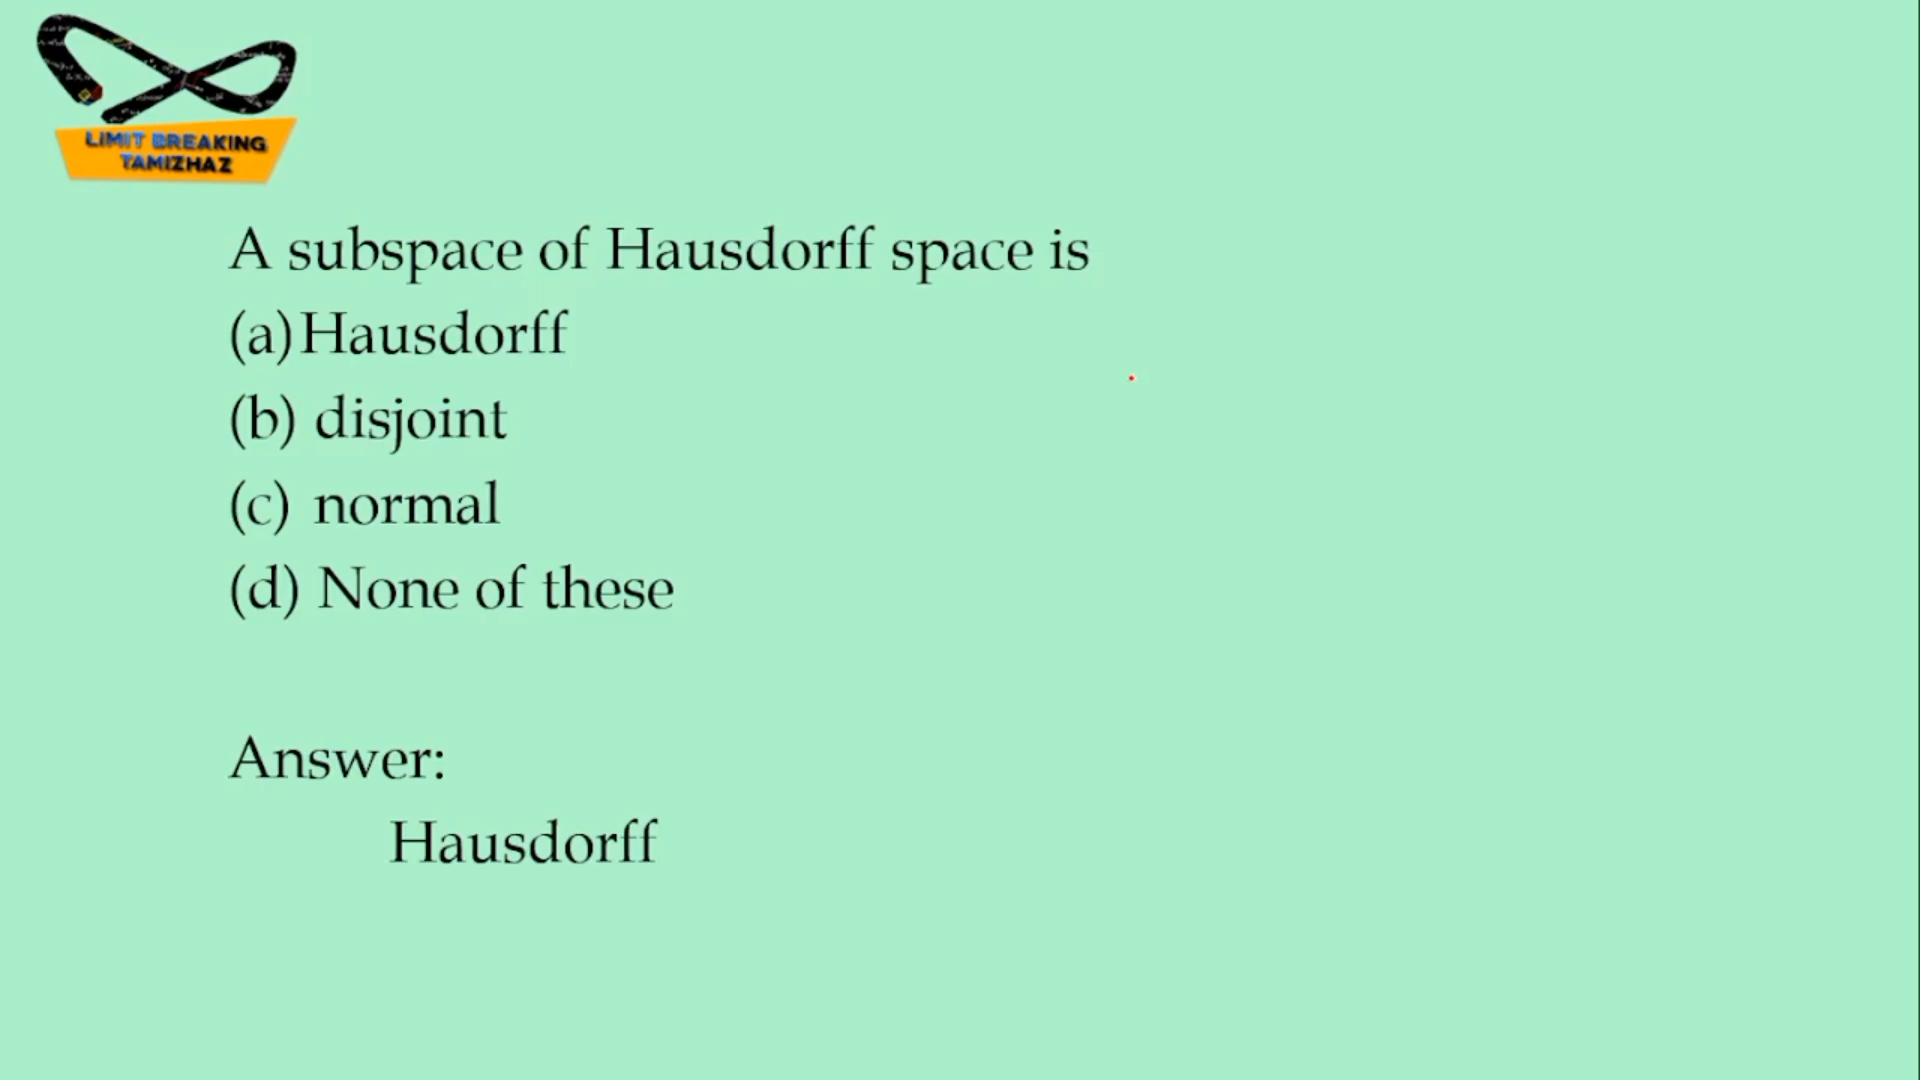 LIMIT BREAKING
TAMIZHAZ
A subspace of Hausdorff space is
(a) Hausdorff
(b) disjoint
(c) normal
(d) None of these
Answer:
Hausdorff